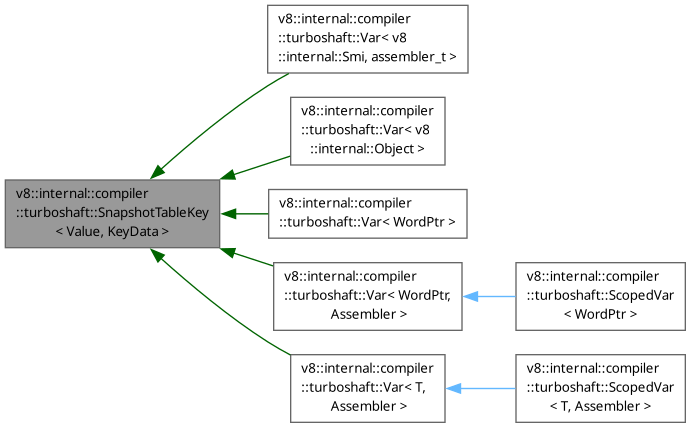 v8::internal::compiler
::turboshaft::Var< v8
::internal::Smi, assembler_t >
v8::internal::compiler
::turboshaft::Var< v8
::internal::Object >
v8::internal::compiler
::turboshaft::SnapshotTableKey
< Value, KeyData >
v8::internal::compiler
::turboshaft::Var< WordPtr >
v8::internal::compiler
::turboshaft::Var< WordPtr,
Assembler >
v8::internal::compiler
::turboshaft::ScopedVar
< WordPtr >
v8::internal::compiler
::turboshaft::Var< T,
Assembler >
v8::internal::compiler
::turboshaft::ScopedVar
< T, Assembler >